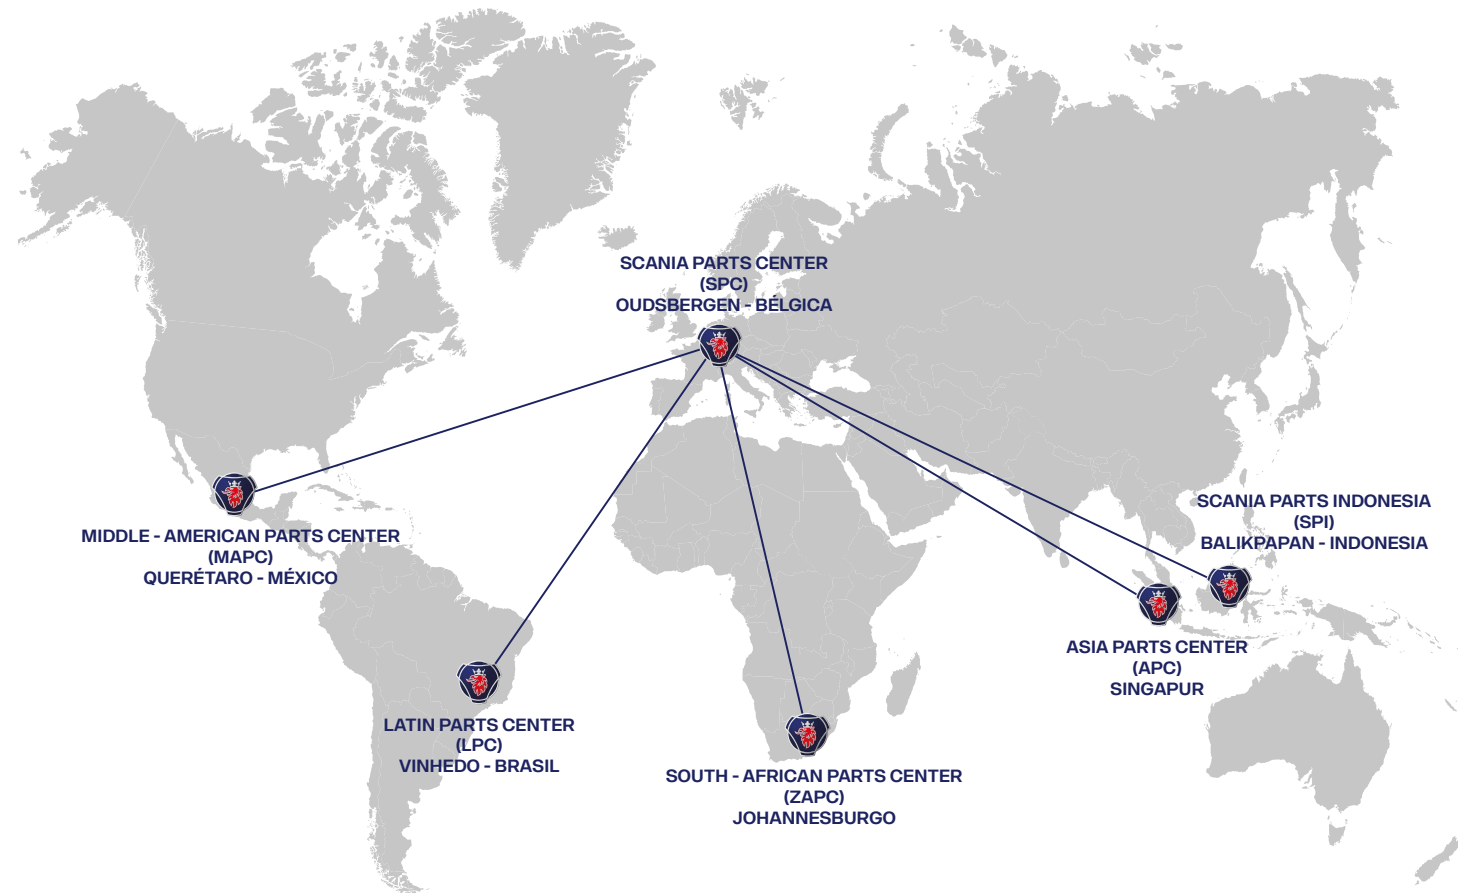 SCANIA PARTS CENTER
(SPC)
OUDSBERGEN - BÉLGICA
MIDDLE - AMERICAN PARTS CENTER
(MAPC)
QUERÉTARO - MÉXICO
SCANIA PARTS INDONESIA
(SPI)
BALIKPAPAN - INDONESIA
ASIA PARTS CENTER
(APC)
SINGAPUR
LATIN PARTS CENTER
(LPC)
VINHEDO - BRASIL
SOUTH - AFRICAN PARTS CENTER
(ZAPC)
JOHANNESBURGO